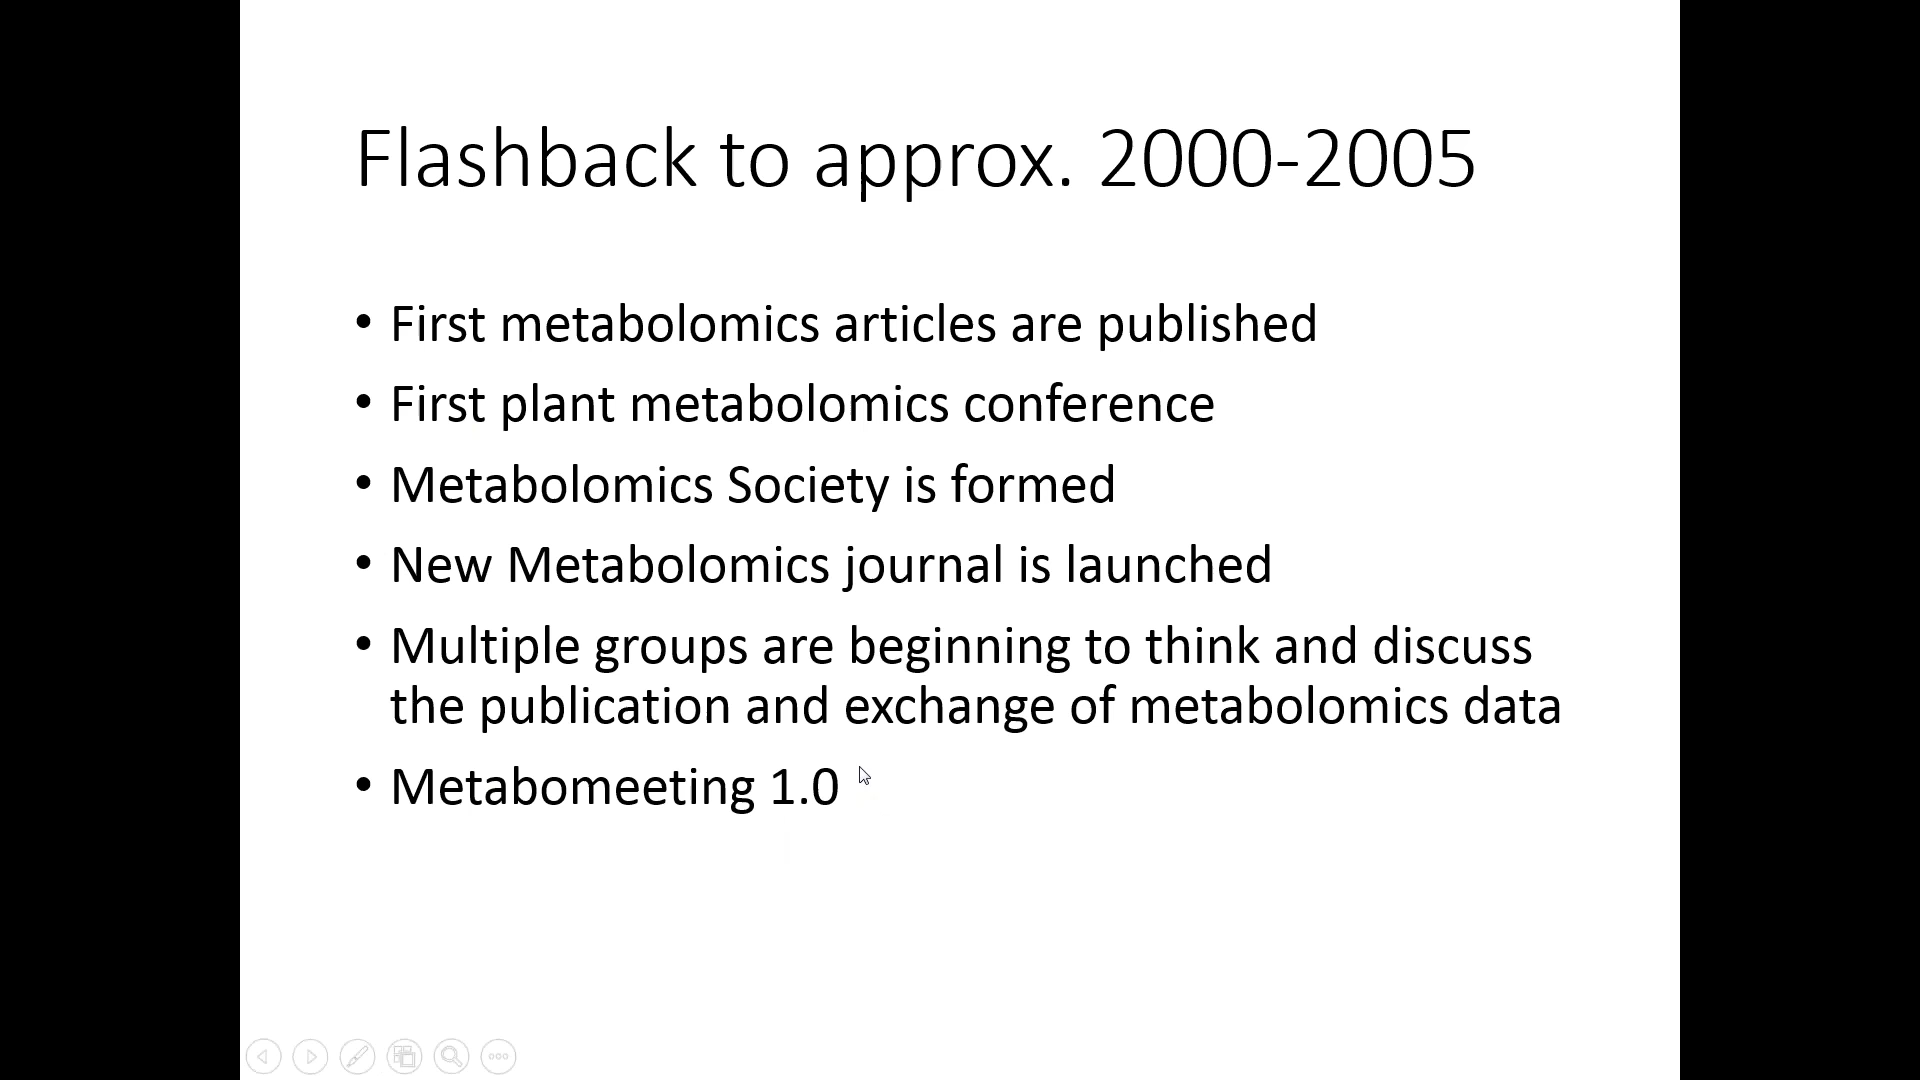 Flashback to approx. 2000-2005
• First metabolomics articles are published
• First plant metabolomics conference
• Metabolomics Society is formed
• New Metabolomics journal is launched
• Multiple groups are beginning to think and discuss
the publication and exchange of metabolomics data
• Metabomeeting 1.0